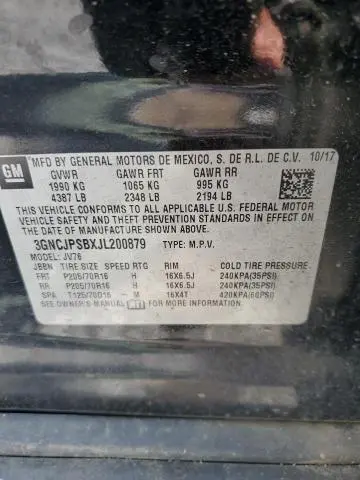 GM
MFD BY GENERAL MOTORS DE MEXICO, S. DE R.L. DE C.V. 10/17
GVWR GAWR FRT GAWR RR
1990 KG 1065 KG 995 KG
4387 LB 2348 LB 2194 LB
THIS VEHICLE CONFORMS TO ALL APPLICABLE U.S. FEDERAL MOTOR
VEHICLE SAFETY AND THEFT PREVENTION STANDARDS IN EFFECT ON
THE DATE OF MANUFACTURE SHOWN ABOVE.
3GNCJPSBXJL200879 TYPE: M.P.V.
MODEL: JV76
JBBN TIRE SIZE SPEED RTG RIM COLD TIRE PRESSURE
FRT P205/70R16 H 16X6.5J 240KPA(35PSI)
RR P205/70R16 H 16X6.5J 240KPA(35PSI)
SPA T125/70D16 M 16X4T 420KPA(60PSI)
SEE OWNER'S MANUAL FOR MORE INFORMATION.